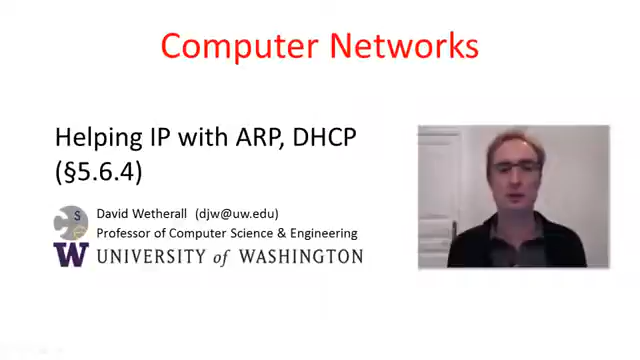 Computer Networks
Helping IP with ARP, DHCP
(§5.6.4)
David Wetherall (djw@uw.edu)
Professor of Computer Science & Engineering
W UNIVERSITY of WASHINGTON